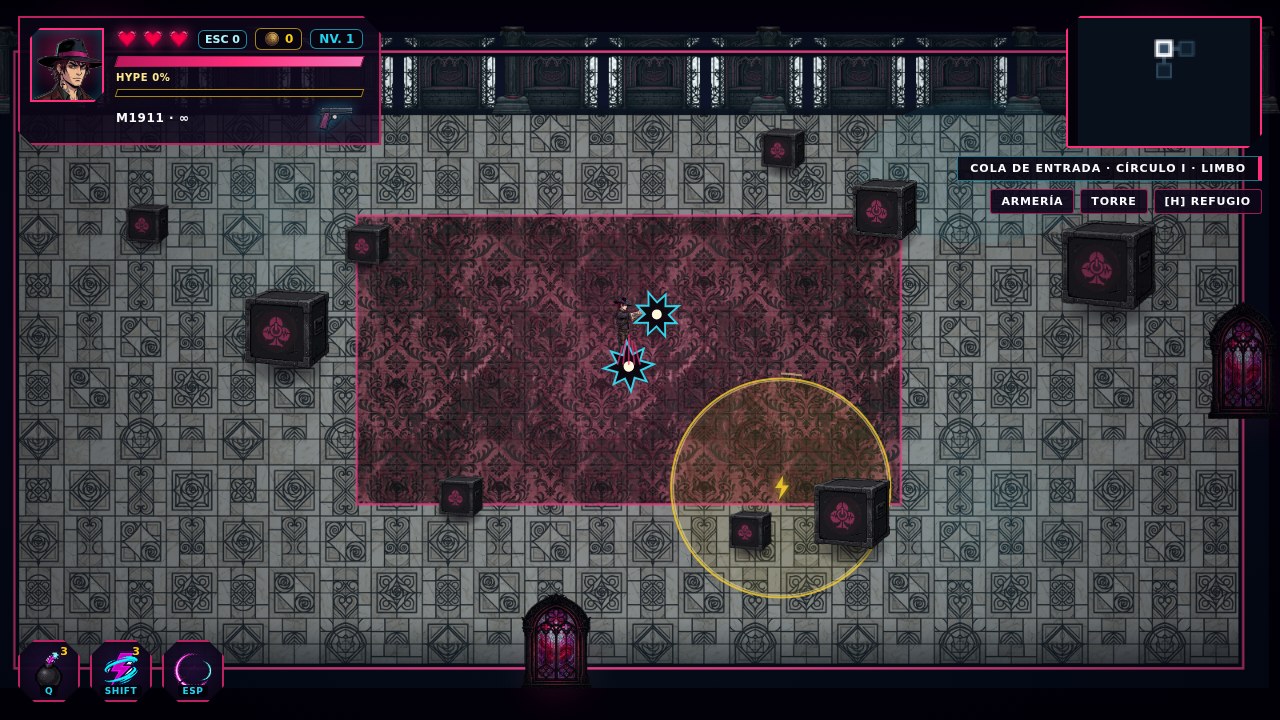 ESC 0
0
NV. 1
HYPE 0%
M1911 · ∞
COLA DE ENTRADA · CÍRCULO I · LIMBO
ARMERÍA
TORRE
[H] REFUGIO
3
Q
3
SHIFT
ESP